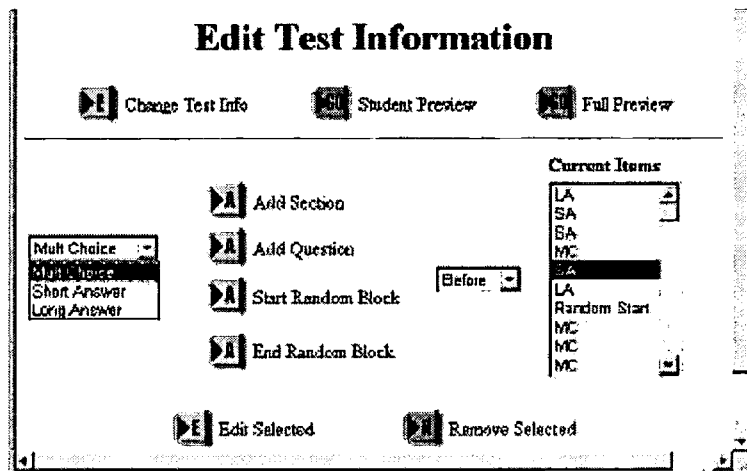 Edit Test Information
Change Test Info
Student Preview
Full Preview
Current Items
LA
SA
SA
MC
SA
LA
Random Start
MC
MC
MC
Add Section
Add Question
Start Random Block
End Random Block
Mult Choice
Mult Choice
Short Answer
Long Answer
Before
Edit Selected
Remove Selected